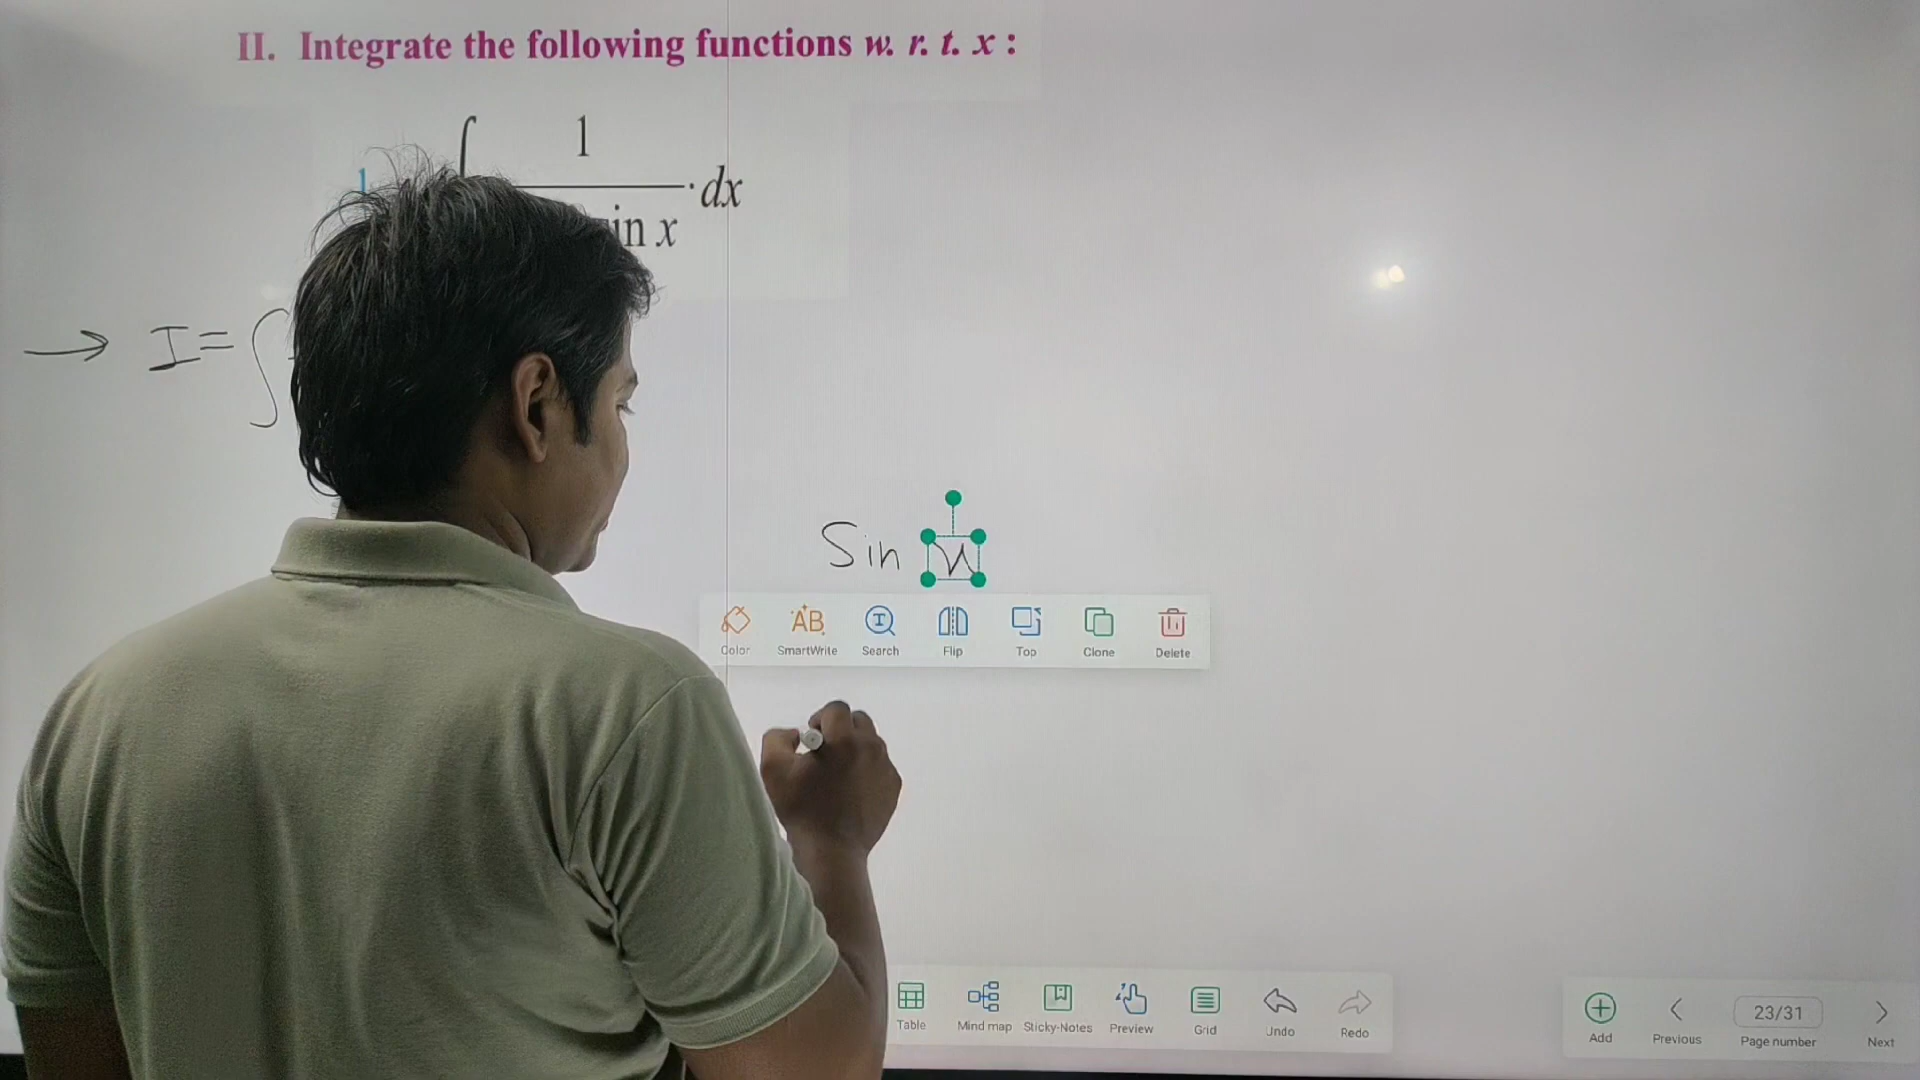 II. Integrate the following functions w. r. t. x :
1
dx
in x
→ I = ∫
Sin
Color SmartWrite Search Flip Top Clone Delete
Table Mind map Sticky-Notes Preview Grid Undo Redo
Add Previous 23/31 Page number Next